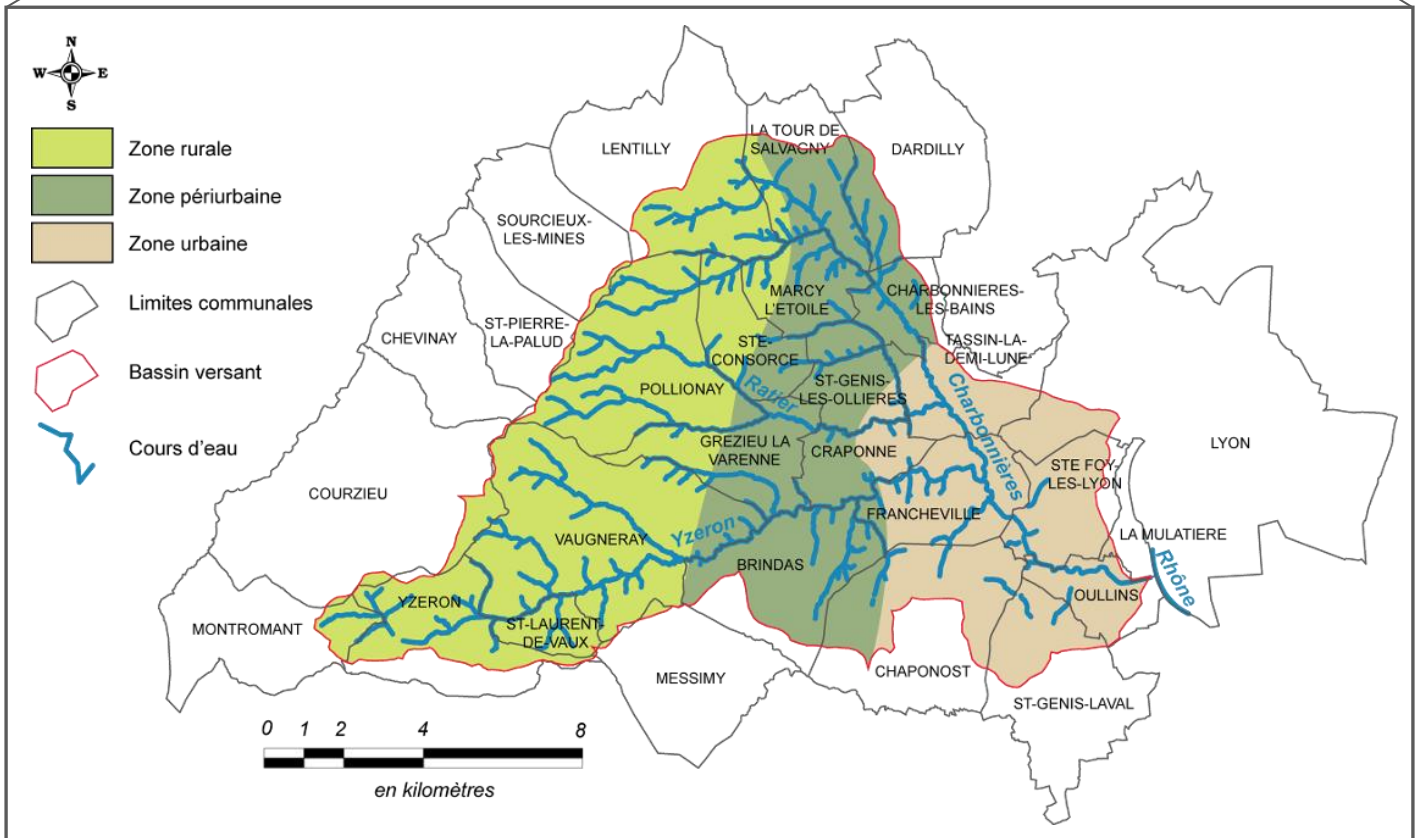 N
W E
S
Zone rurale
Zone périurbaine
Zone urbaine
Limites communales
Bassin versant
Cours d'eau
LENTILLY
LA TOUR DE
SALVAGNY
DARDILLY
SOURCIEUX-
LES-MINES
MARCY
L'ETOILE
CHARBONNIERES-
LES-BAINS
CHEVINAY
ST-PIERRE-
LA-PALUD
STE-
CONSORCE
TASSIN-LA-
DEMI-LUNE
POLLIONAY
Ratier
ST-GENIS-
LES-OLLIERES
Charbonnières
GREZIEU LA
VARENNE
CRAPONNE
LYON
STE FOY-
LES-LYON
COURZIEU
FRANCHEVILLE
VAUGNERAY
Yzeron
LA MULATIERE
BRINDAS
Rhône
YZERON
OULLINS
MONTROMANT
ST-LAURENT-
DE-VAUX
MESSIMY
CHAPONOST
ST-GENIS-LAVAL
0 1 2 4 8
en kilomètres